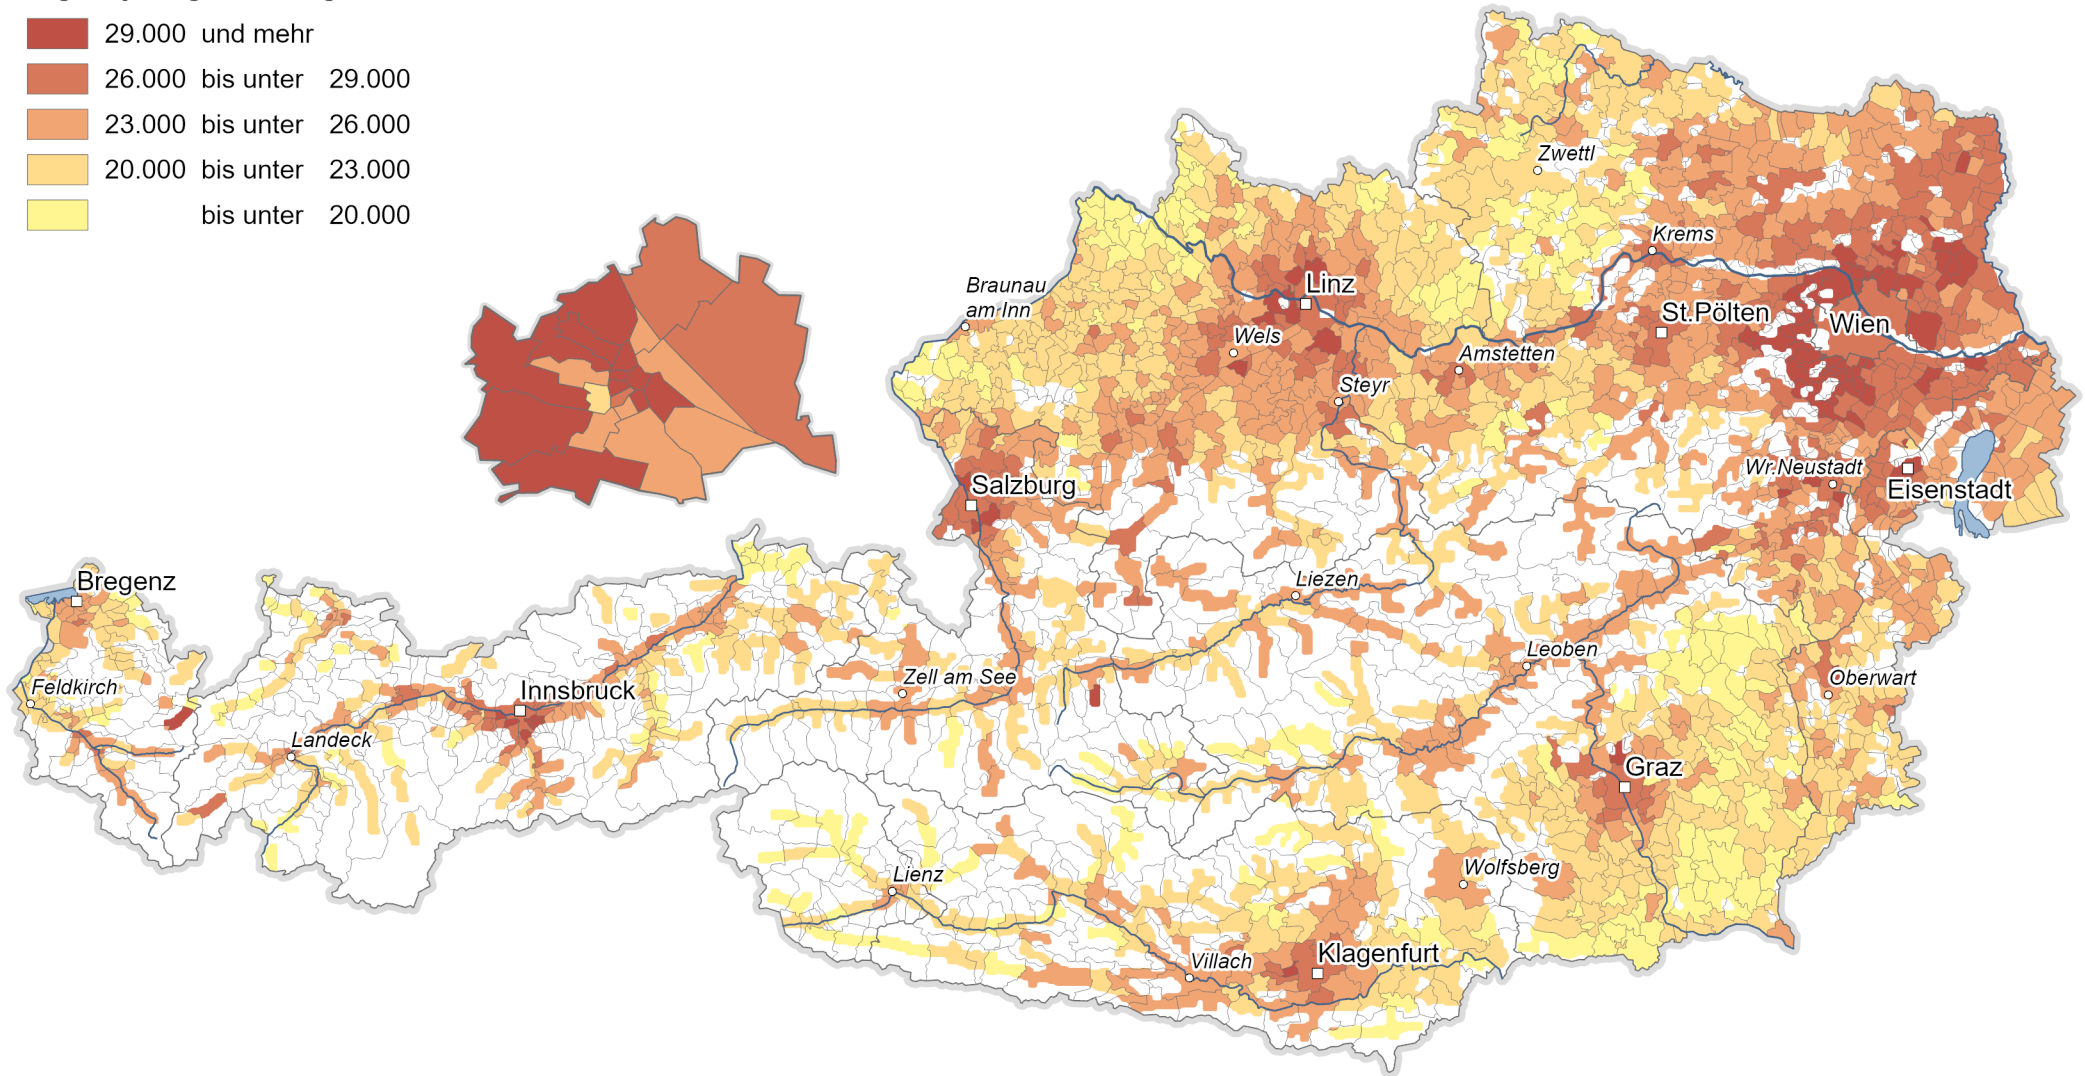 29.000 und mehr
26.000 bis unter 29.000
23.000 bis unter 26.000
20.000 bis unter 23.000
bis unter 20.000
Zwettl
Krems
Braunau
am Inn
Linz
St.Pölten
Wien
Wels
Amstetten
Steyr
Wr.Neustadt
Salzburg
Eisenstadt
Bregenz
Liezen
Leoben
Feldkirch
Innsbruck
Zell am See
Oberwart
Landeck
Graz
Lienz
Wolfsberg
Villach
Klagenfurt